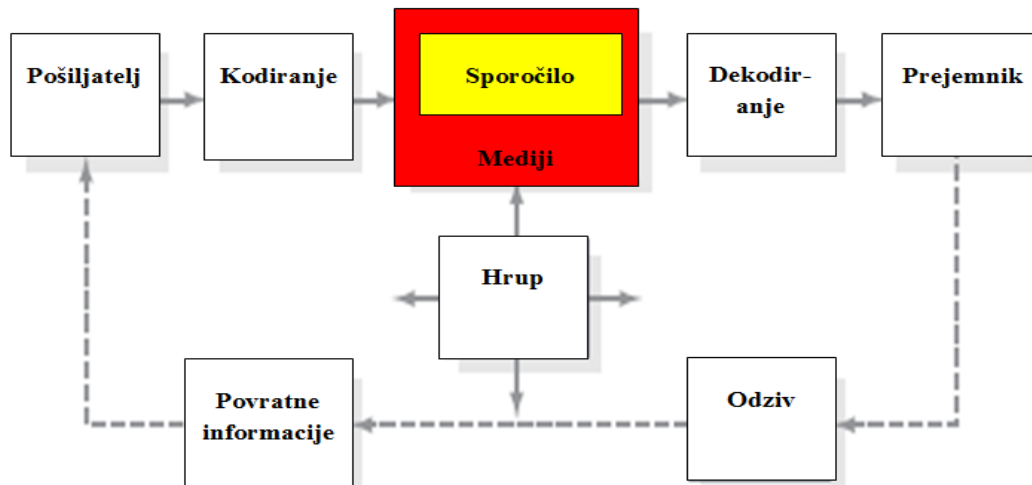 Pošiljatelj
Kodiranje
Sporočilo
Mediji
Dekodir-
anje
Prejemnik
Hrup
Povratne
informacije
Odziv